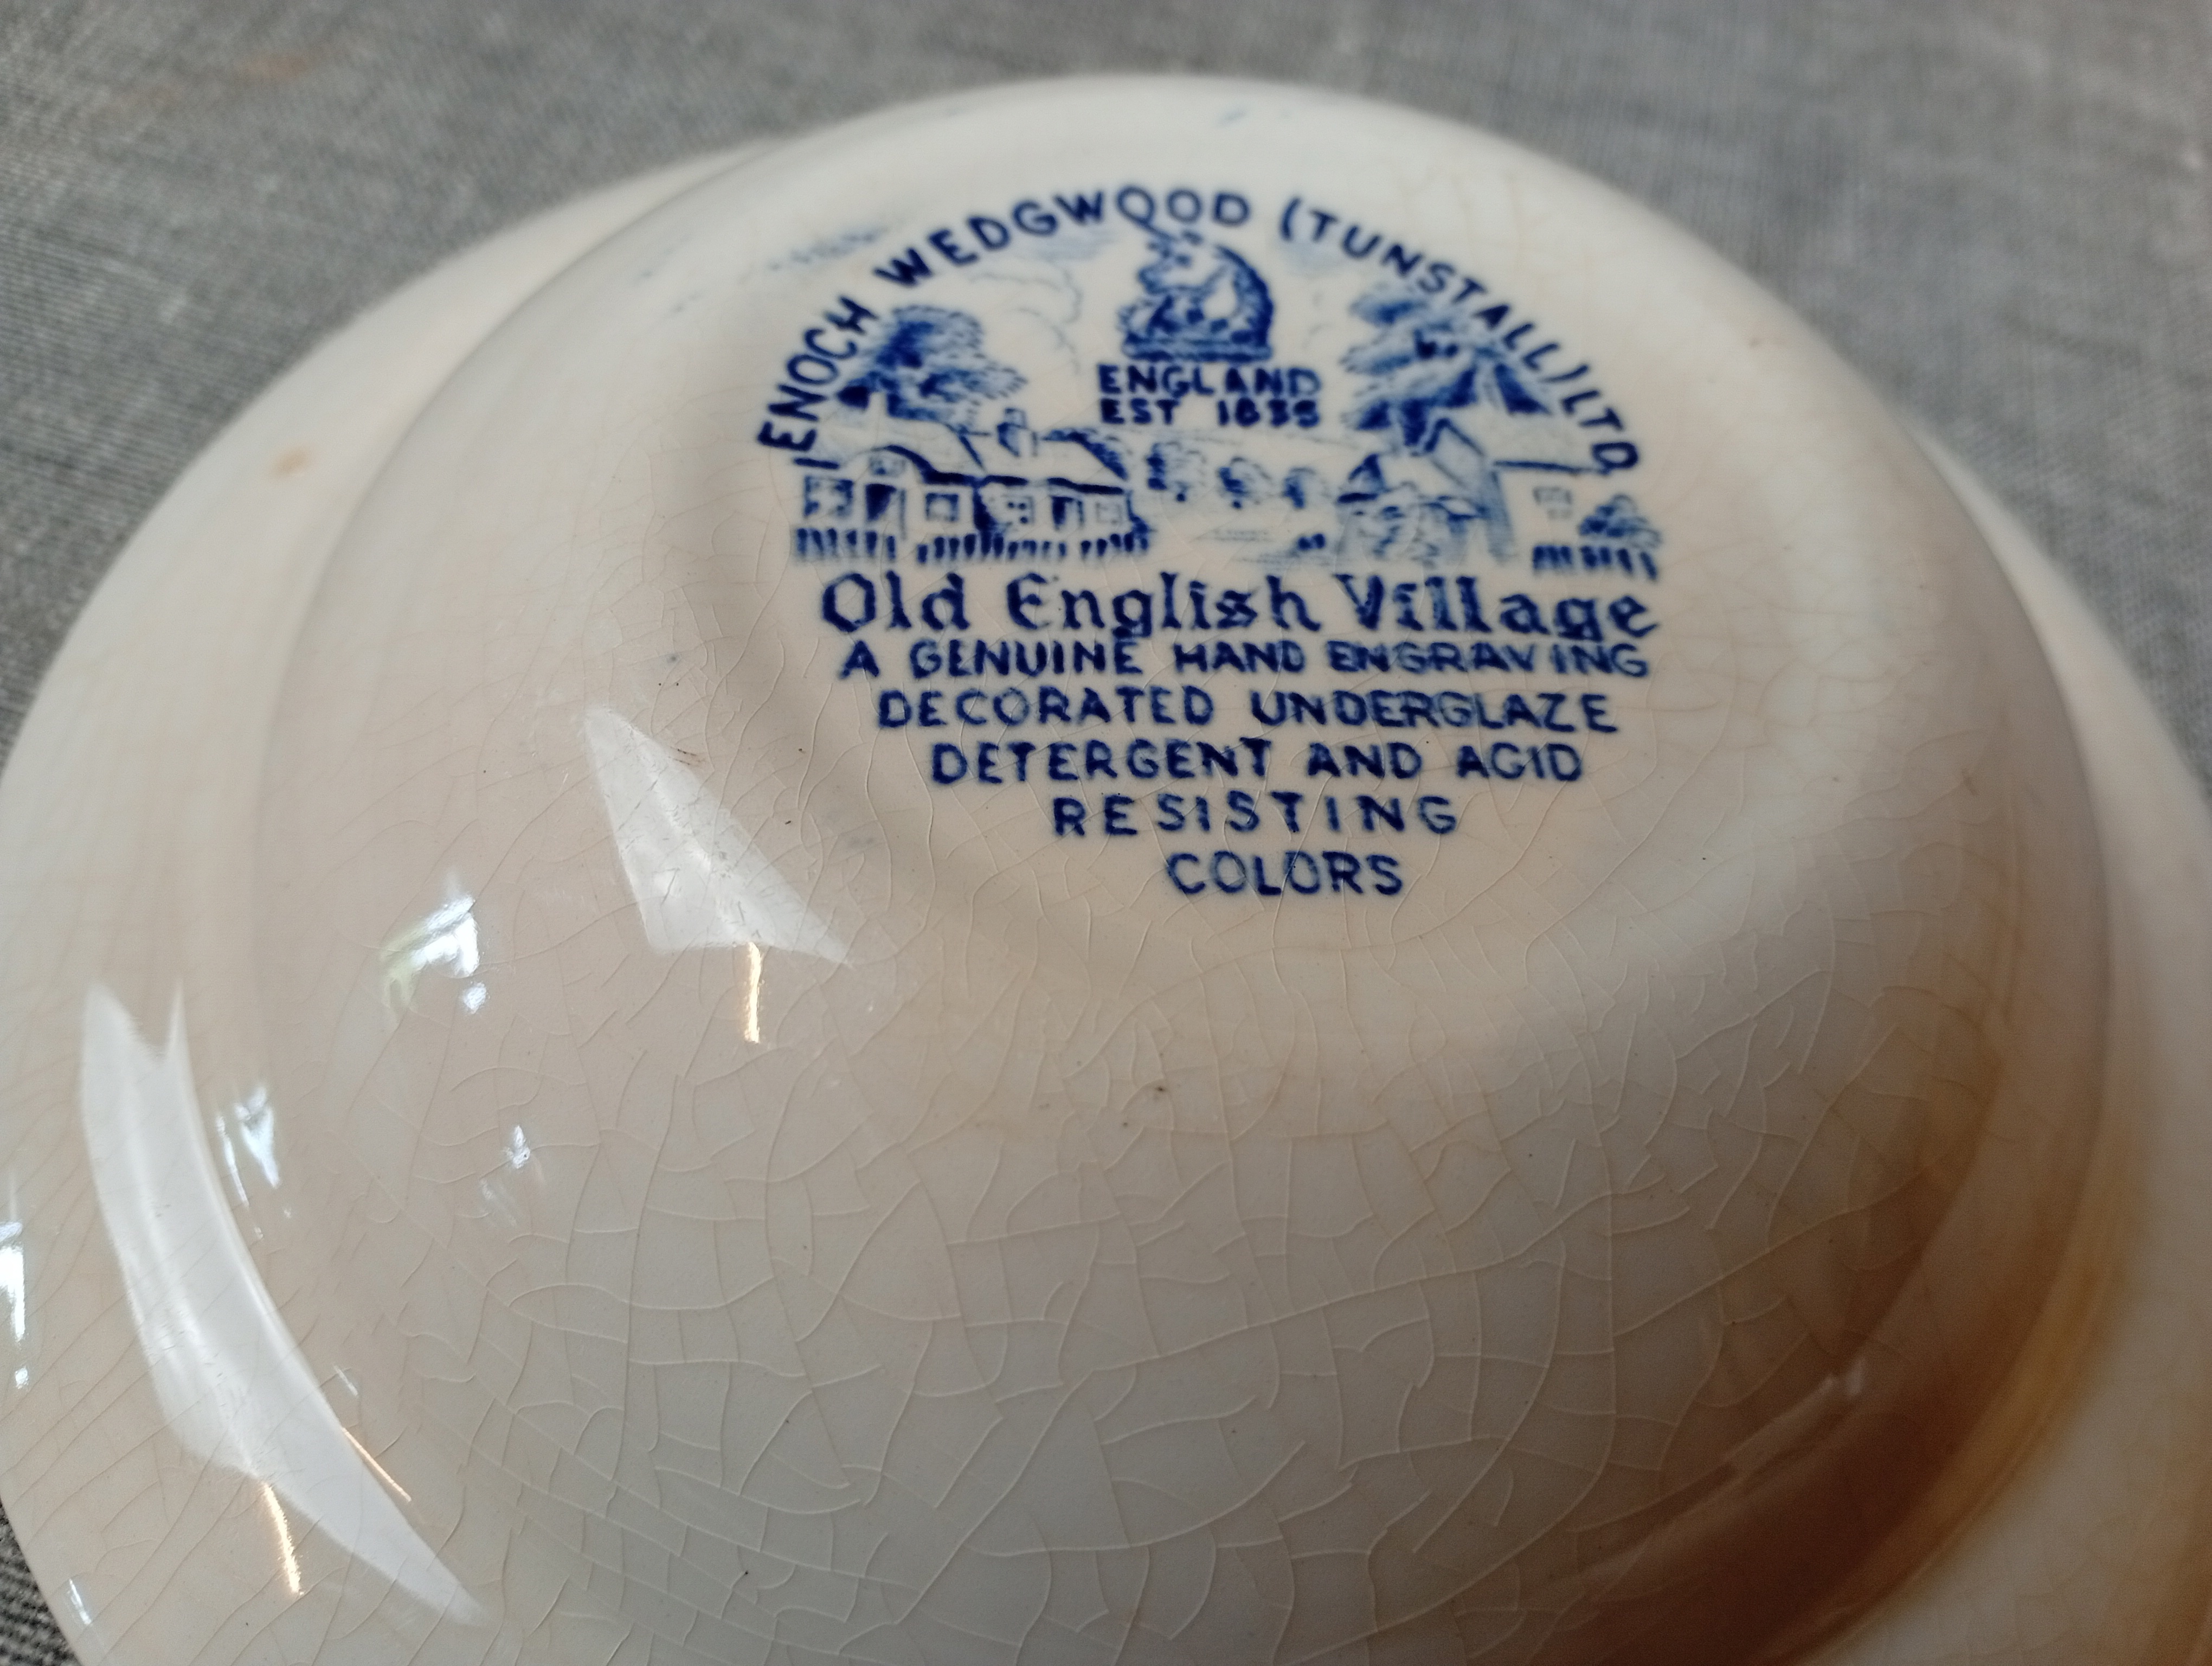 ENOCH WEDGWOOD (TUNSTALL) LTD
ENGLAND
EST 1835
Old English Village
A GENUINE HAND ENGRAVING
DECORATED UNDERGLAZE
DETERGENT AND ACID
RESISTING
COLORS